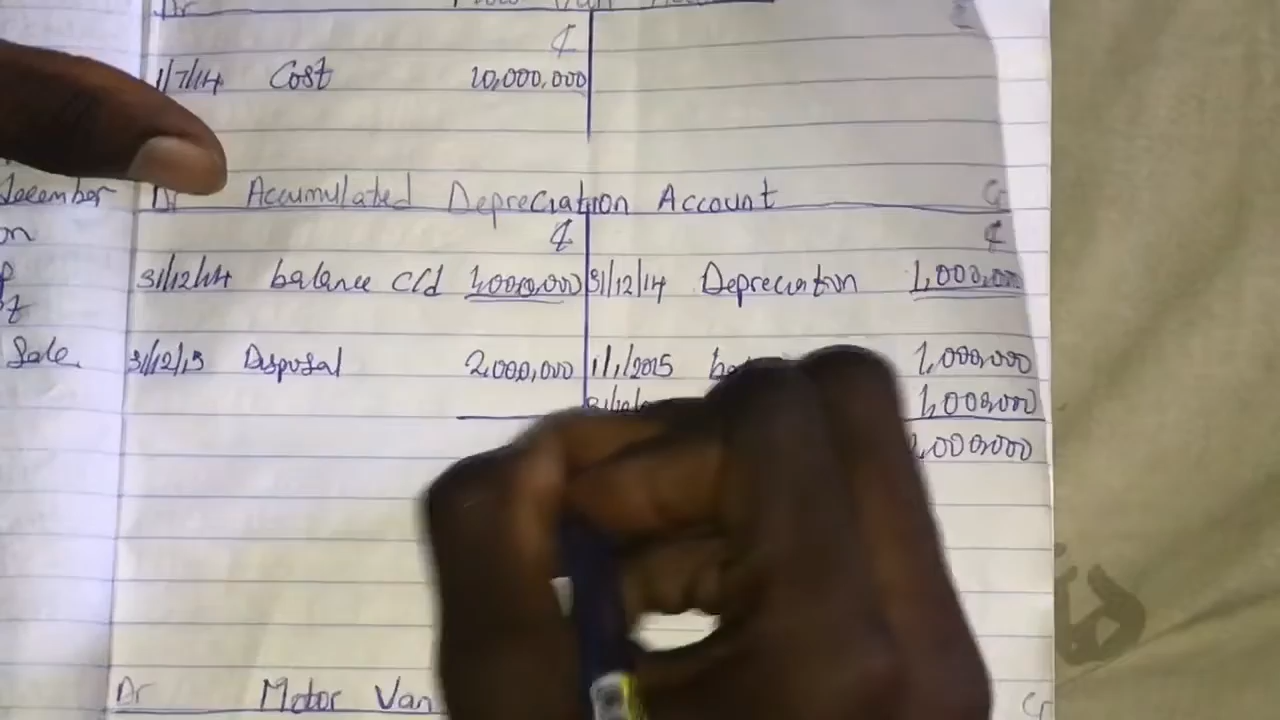 Dr
¢
1/7/14 Cost 10,000,000
December Dr Accumulated Depreciation Account Cr
on ¢ ¢
31/12/14 balance c/d 1,000,000 31/12/14 Depreciation 1,000,000
Sale 31/12/15 Disposal 2,000,000 1/1/2015 1,000,000
1,000,000
2,000,000
Dr Motor Van Cr